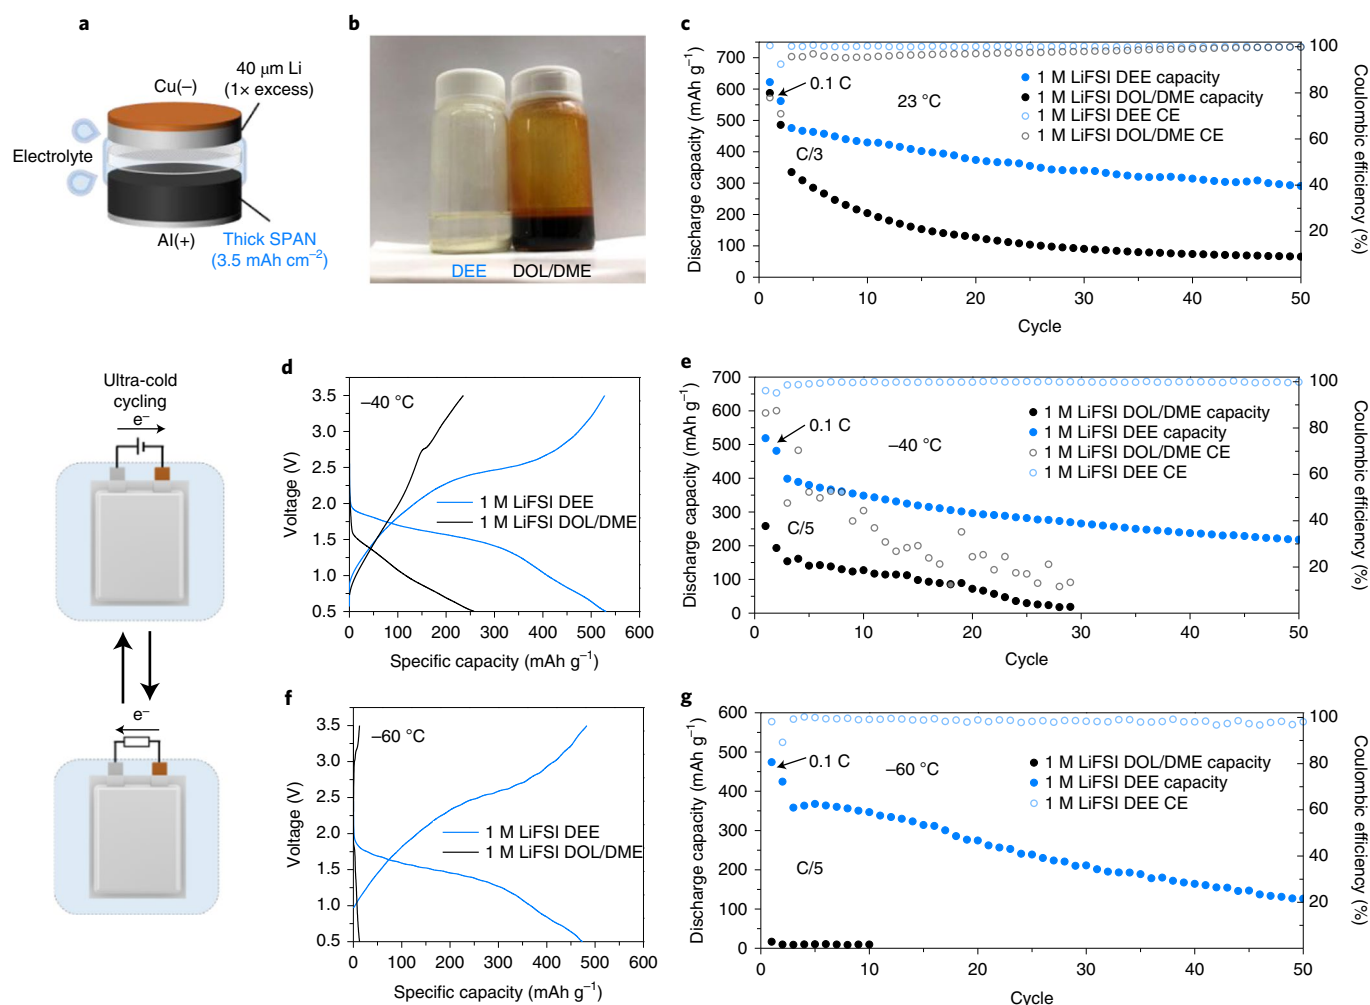 a
Cu(–)
40 μm Li
(1× excess)
Electrolyte
Al(+)
Thick SPAN
(3.5 mAh cm–2)
b
DEE
DOL/DME
c
Discharge capacity (mAh g–1)
700
600
500
400
300
200
100
0
0.1 C
23 °C
C/3
1 M LiFSI DEE capacity
1 M LiFSI DOL/DME capacity
1 M LiFSI DEE CE
1 M LiFSI DOL/DME CE
100
80
60
40
20
Coulombic efficiency (%)
0 10 20 30 40 50
Cycle
Ultra-cold
cycling
e–
e–
d
Voltage (V)
3.5
3.0
2.5
2.0
1.5
1.0
0.5
–40 °C
1 M LiFSI DEE
1 M LiFSI DOL/DME
0 100 200 300 400 500 600
Specific capacity (mAh g–1)
e
Discharge capacity (mAh g–1)
700
600
500
400
300
200
100
0
0.1 C
–40 °C
C/5
1 M LiFSI DOL/DME capacity
1 M LiFSI DEE capacity
1 M LiFSI DOL/DME CE
1 M LiFSI DEE CE
100
80
60
40
20
Coulombic efficiency (%)
0 10 20 30 40 50
Cycle
f
Voltage (V)
3.5
3.0
2.5
2.0
1.5
1.0
0.5
–60 °C
1 M LiFSI DEE
1 M LiFSI DOL/DME
0 100 200 300 400 500 600
Specific capacity (mAh g–1)
g
Discharge capacity (mAh g–1)
600
500
400
300
200
100
0
0.1 C
–60 °C
C/5
1 M LiFSI DOL/DME capacity
1 M LiFSI DEE capacity
1 M LiFSI DEE CE
100
80
60
40
20
Coulombic efficiency (%)
0 10 20 30 40 50
Cycle